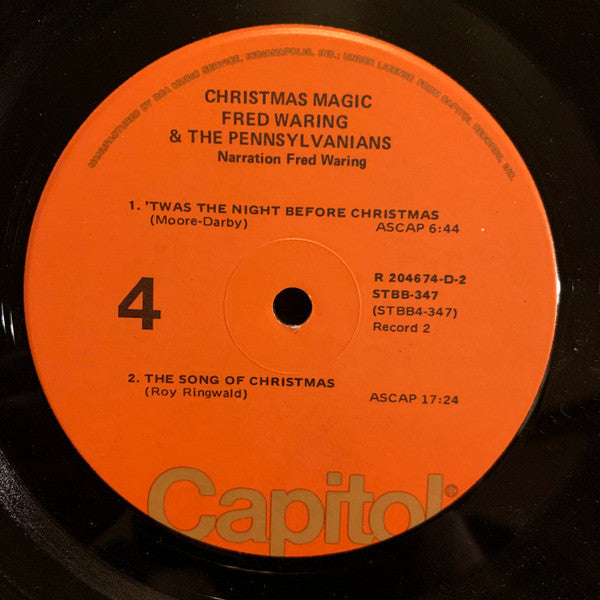 MANUFACTURED BY RCA MUSIC SERVICE, INDIANAPOLIS, IND.; UNDER LICENSE FROM CAPITOL RECORDS, INC.
CHRISTMAS MAGIC
FRED WARING
& THE PENNSYLVANIANS
Narration Fred Waring
1. 'TWAS THE NIGHT BEFORE CHRISTMAS
(Moore-Darby) ASCAP 6:44
4
R 204674-D-2
STBB-347
(STBB4-347)
Record 2
2. THE SONG OF CHRISTMAS
(Roy Ringwald) ASCAP 17:24
Capitol®